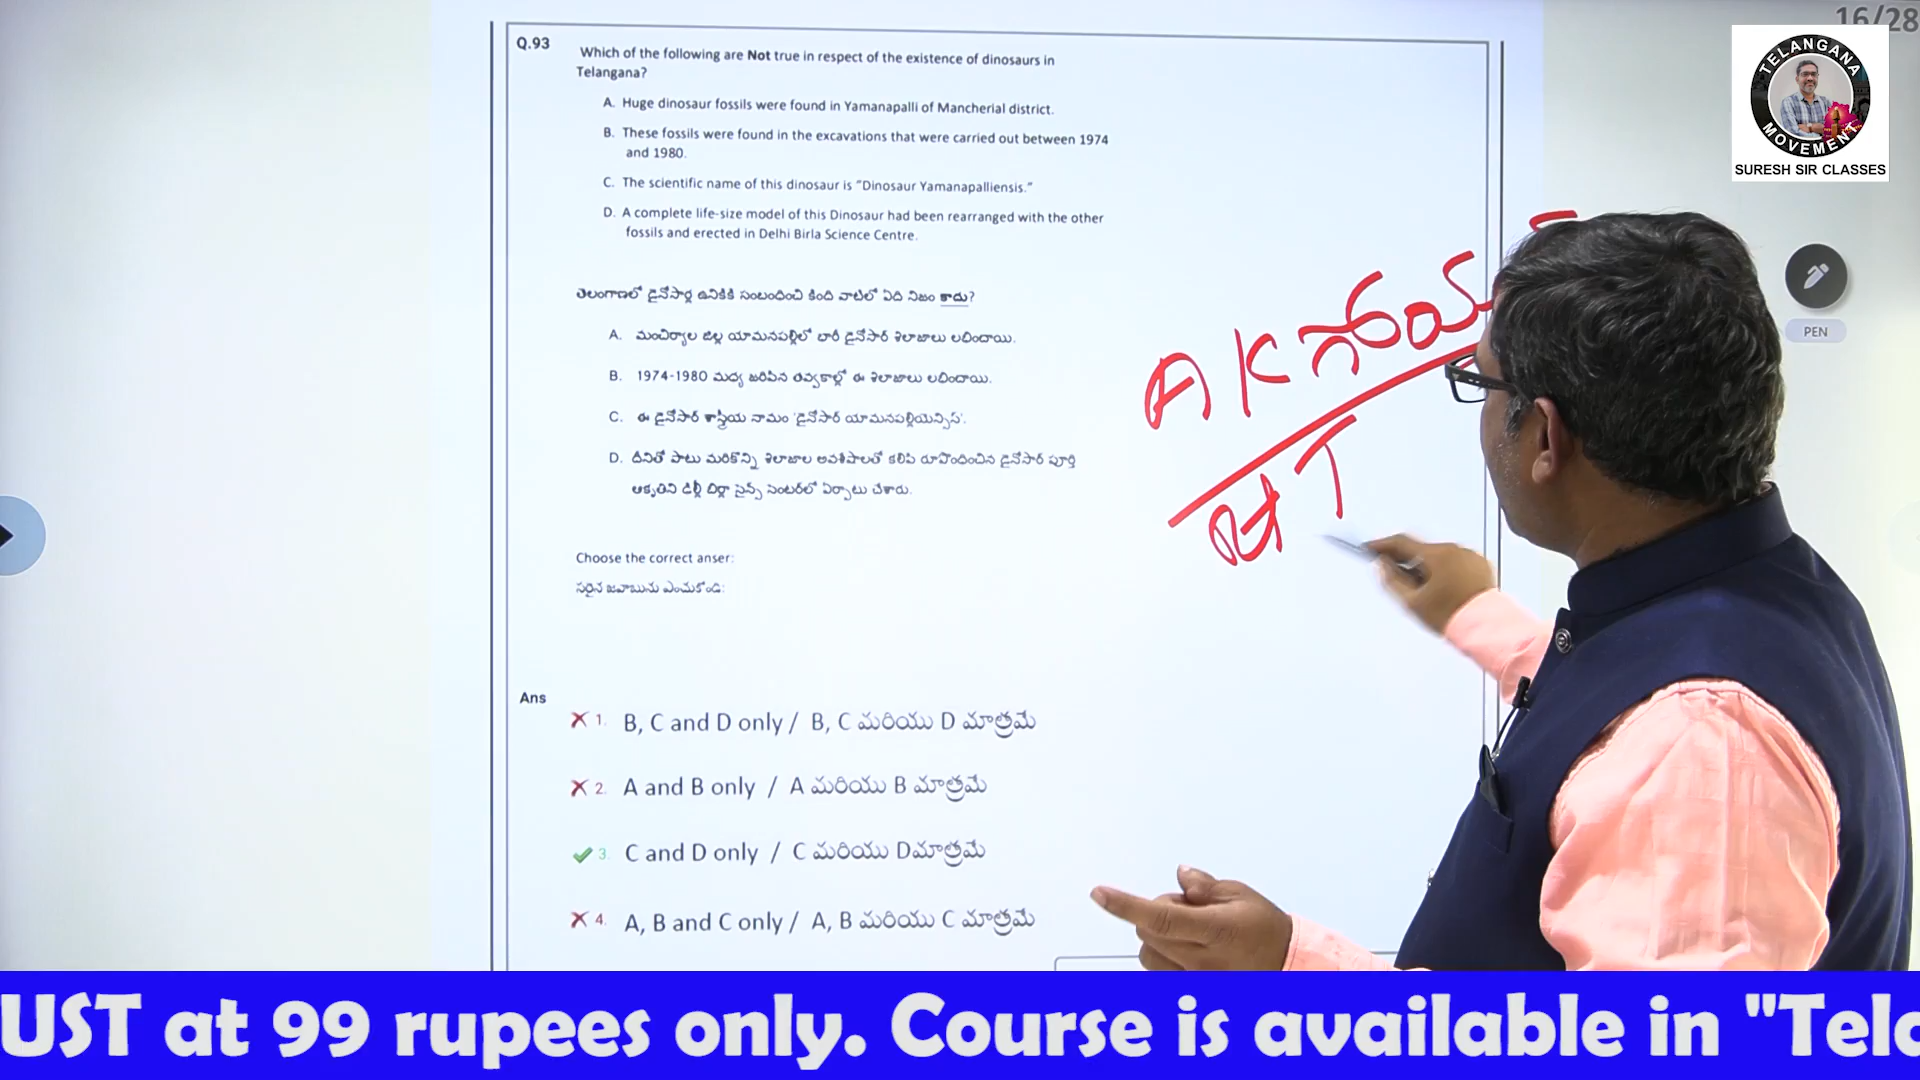 16/28
TELANGANA
MOVEMENT
SURESH SIR CLASSES
PEN
Q.93
Which of the following are Not true in respect of the existence of dinosaurs in
Telangana?
A. Huge dinosaur fossils were found in Yamanapalli of Mancherial district.
B. These fossils were found in the excavations that were carried out between 1974
and 1980.
C. The scientific name of this dinosaur is "Dinosaur Yamanapalliensis."
D. A complete life-size model of this Dinosaur had been rearranged with the other
fossils and erected in Delhi Birla Science Centre.
తెలంగాణలో డైనోసార్ల ఉనికికి సంబంధించి కింది వాటిలో ఏది నిజం కాదు?
A. మంచిర్యాల జిల్ల యామనపల్లిలో భారీ డైనోసార్ శిలాజాలు లభించాయి.
B. 1974-1980 మధ్య జరిపిన తవ్వకాల్లో ఈ శిలాజాలు లభించాయి.
C. ఈ డైనోసార్ శాస్త్రీయ నామం 'డైనోసార్ యామనపల్లియెన్సిస్'.
D. దీనితో పాటు మరికొన్ని శిలాజాల అవశేషాలతో కలిపి రూపొందించిన డైనోసార్ పూర్తి
ఆకృతిని ఢిల్లీ బిర్లా సైన్స్ సెంటర్‌లో ఏర్పాటు చేశారు.
Choose the correct anser:
సరైన జవాబును ఎంచుకోండి:
Ans
1. B, C and D only / B, C మరియు D మాత్రమే
2. A and B only / A మరియు B మాత్రమే
3. C and D only / C మరియు Dమాత్రమే
4. A, B and C only / A, B మరియు C మాత్రమే
A K గోయ
UST at 99 rupees only. Course is available in "Tela